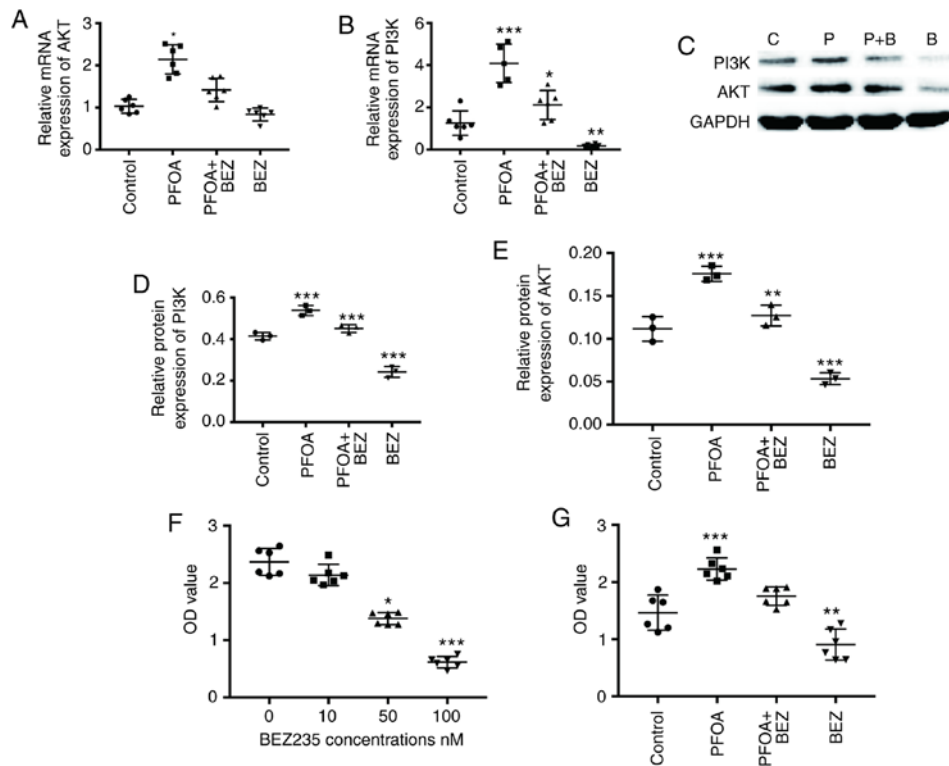 A
Relative mRNA
expression of AKT
3
2
1
0
*
Control
PFOA
PFOA+
BEZ
BEZ
B
Relative mRNA
expression of PI3K
6
4
2
0
***
*
**
Control
PFOA
PFOA+
BEZ
BEZ
C
C P P+B B
PI3K
AKT
GAPDH
D
Relative protein
expression of PI3K
0.6
0.4
0.2
0.0
***
***
***
Control
PFOA
PFOA+
BEZ
BEZ
E
Relative protein
expression of AKT
0.20
0.15
0.10
0.05
0.00
***
**
***
Control
PFOA
PFOA+
BEZ
BEZ
F
OD value
3
2
1
0
*
***
0 10 50 100
BEZ235 concentrations nM
G
OD value
3
2
1
0
***
**
Control
PFOA
PFOA+
BEZ
BEZ